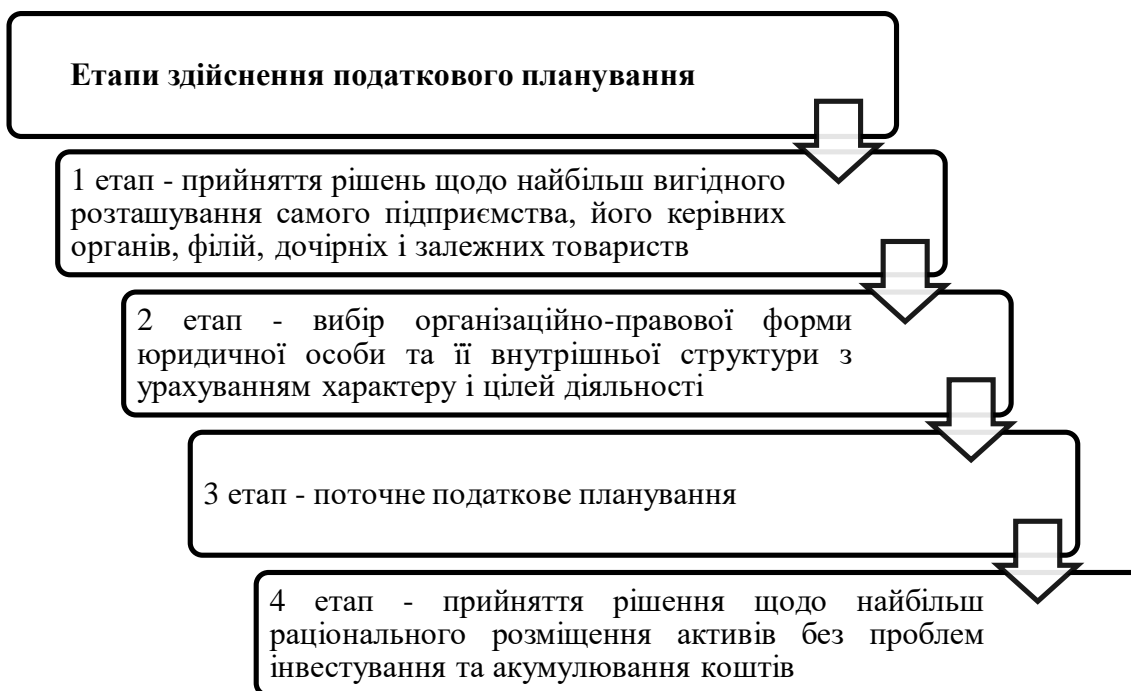 Етапи здійснення податкового планування
1 етап - прийняття рішень щодо найбільш вигідного
розташування самого підприємства, його керівних
органів, філій, дочірніх і залежних товариств
2 етап - вибір організаційно-правової форми
юридичної особи та її внутрішньої структури з
урахуванням характеру і цілей діяльності
3 етап - поточне податкове планування
4 етап - прийняття рішення щодо найбільш
раціонального розміщення активів без проблем
інвестування та акумулювання коштів